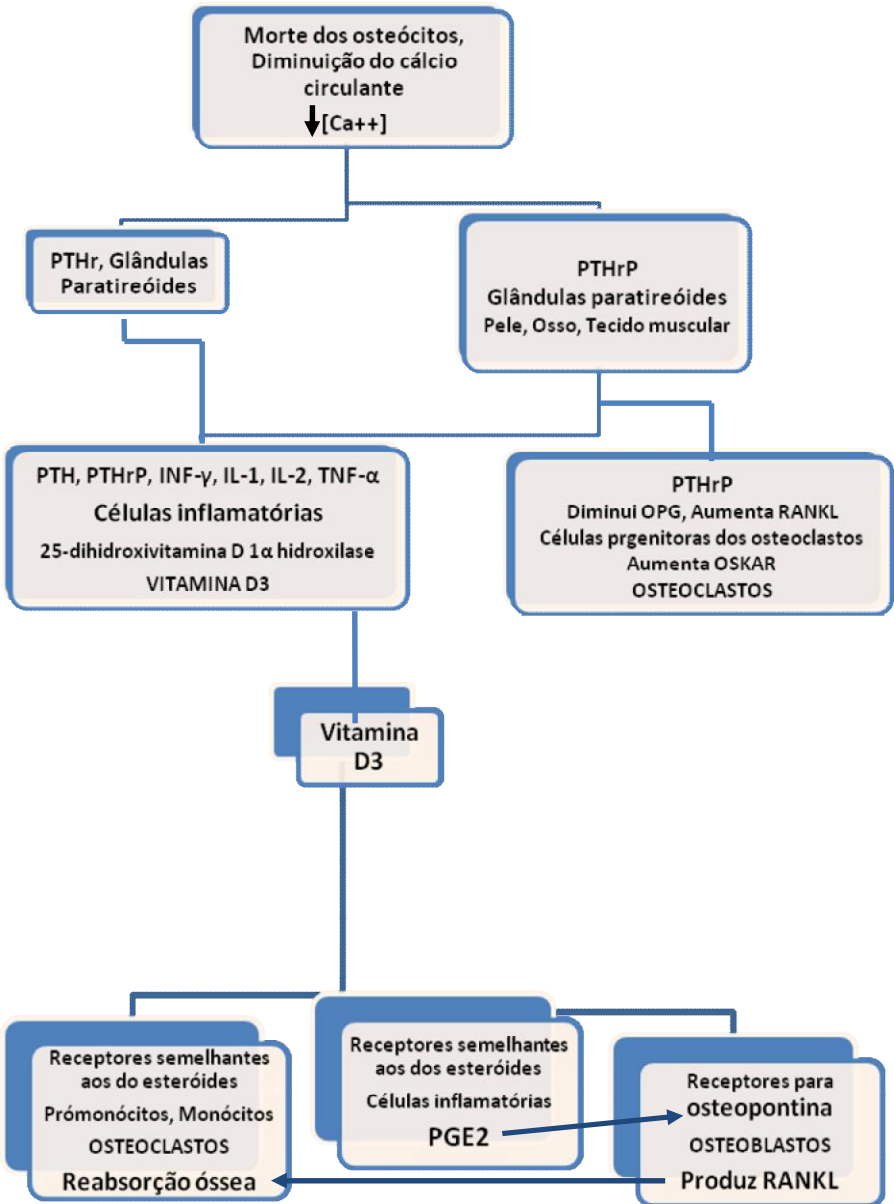 Morte dos osteócitos,
Diminuição do cálcio
circulante
[Ca++]
PTHr, Glândulas
Paratireóides
PTHrP
Glândulas paratireóides
Pele, Osso, Tecido muscular
PTH, PTHrP, INF-γ, IL-1, IL-2, TNF-α
Células inflamatórias
25-dihidroxivitamina D 1α hidroxilase
VITAMINA D3
PTHrP
Diminui OPG, Aumenta RANKL
Células prgenitoras dos osteoclastos
Aumenta OSKAR
OSTEOCLASTOS
Vitamina
D3
Receptores semelhantes
aos do esteróides
Prómonócitos, Monócitos
OSTEOCLASTOS
Reabsorção óssea
Receptores semelhantes
aos dos esteróides
Células inflamatórias
PGE2
Receptores para
osteopontina
OSTEOBLASTOS
Produz RANKL